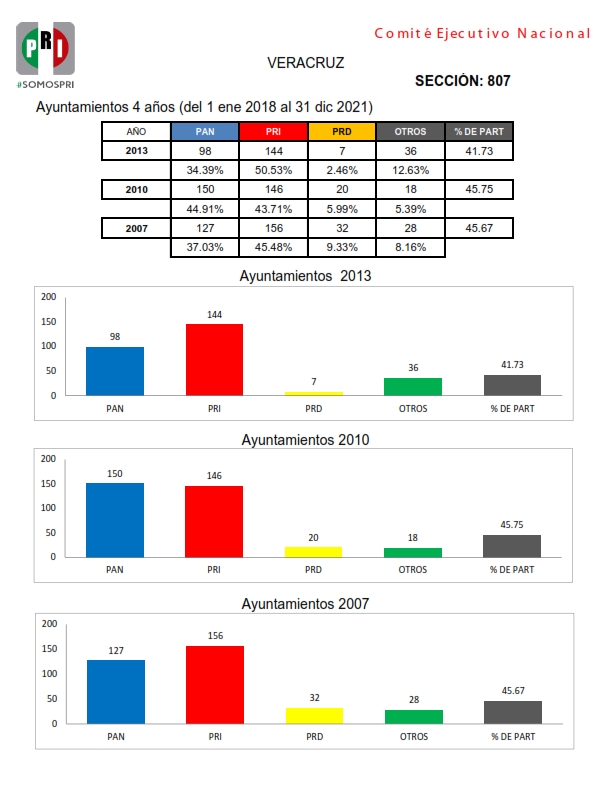 Comité Ejecutivo Nacional
PRI
#SOMOSPRI
VERACRUZ
SECCIÓN: 807
Ayuntamientos 4 años (del 1 ene 2018 al 31 dic 2021)
AÑO PAN PRI PRD OTROS % DE PART
2013 98 144 7 36 41.73
34.39% 50.53% 2.46% 12.63%
2010 150 146 20 18 45.75
44.91% 43.71% 5.99% 5.39%
2007 127 156 32 28 45.67
37.03% 45.48% 9.33% 8.16%
Ayuntamientos 2013
200
150
100
50
0
98 144 7 36 41.73
PAN PRI PRD OTROS % DE PART
Ayuntamientos 2010
200
150
100
50
0
150 146 20 18 45.75
PAN PRI PRD OTROS % DE PART
Ayuntamientos 2007
200
150
100
50
0
127 156 32 28 45.67
PAN PRI PRD OTROS % DE PART